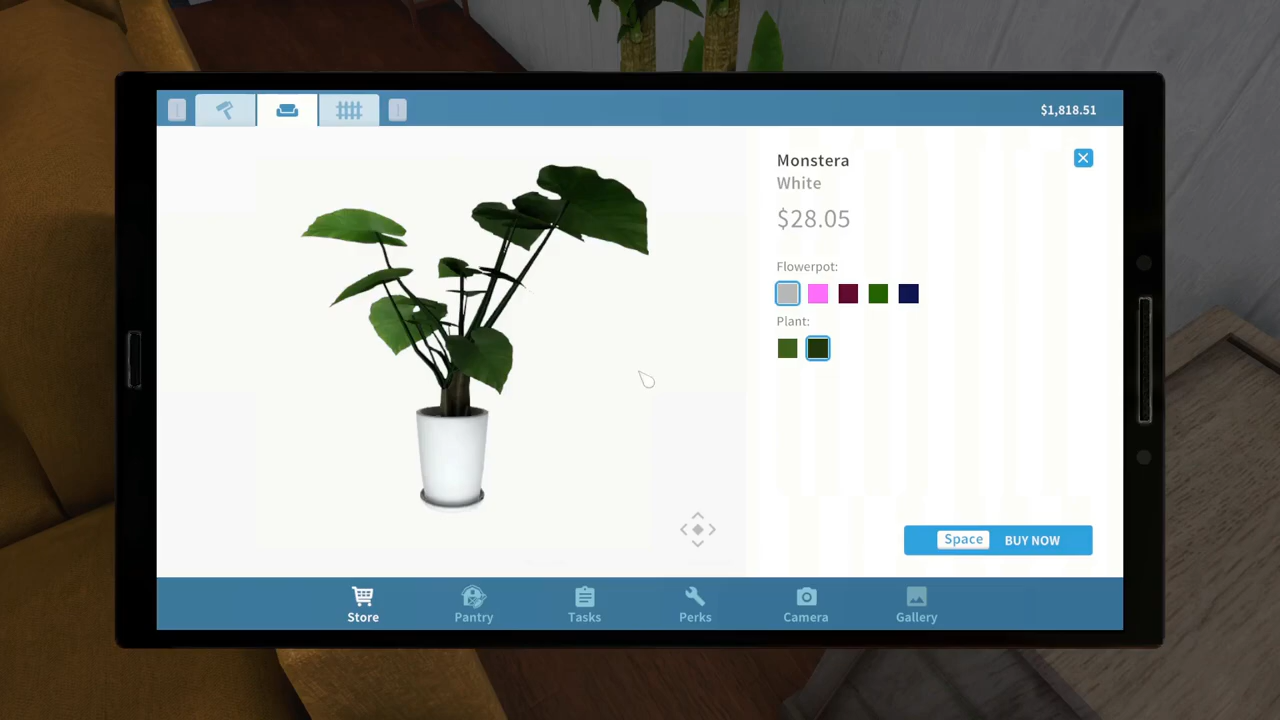 $1,818.51
Monstera
White
$28.05
Flowerpot:
Plant:
Space BUY NOW
Store Pantry Tasks Perks Camera Gallery